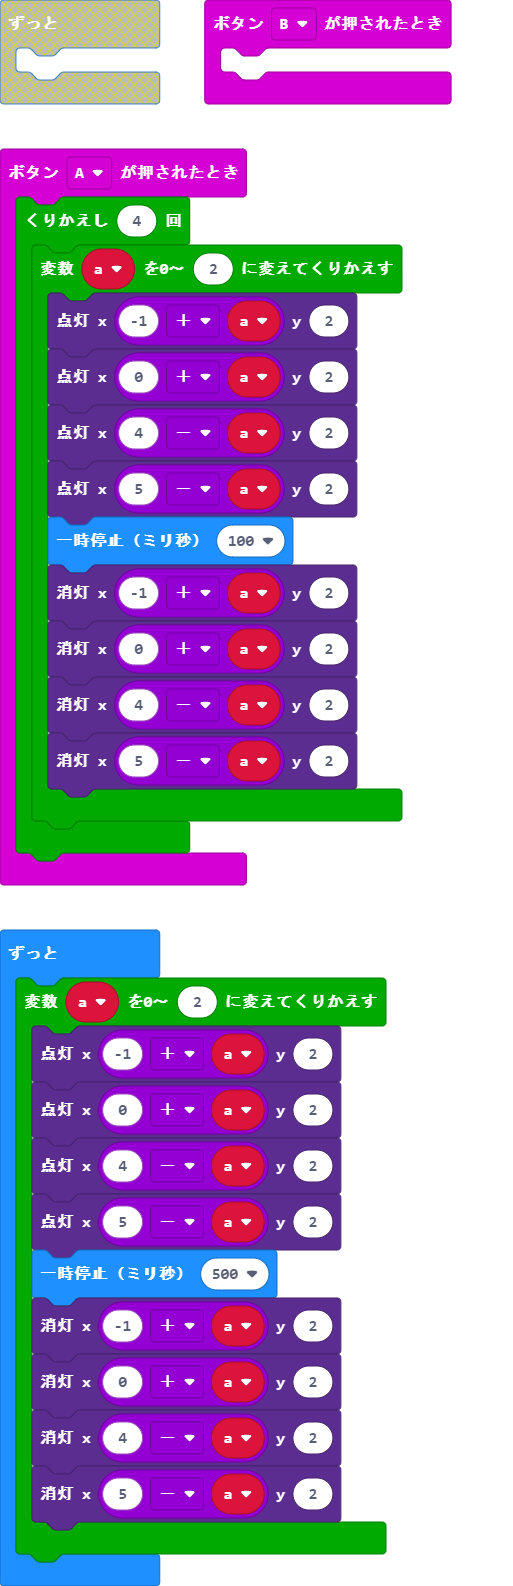 ずっと
ボタン B が押されたとき
ボタン A が押されたとき
くりかえし 4 回
変数 a を0〜 2 に変えてくりかえす
点灯 x -1 + a y 2
点灯 x 0 + a y 2
点灯 x 4 - a y 2
点灯 x 5 - a y 2
一時停止（ミリ秒） 100
消灯 x -1 + a y 2
消灯 x 0 + a y 2
消灯 x 4 - a y 2
消灯 x 5 - a y 2
ずっと
変数 a を0〜 2 に変えてくりかえす
点灯 x -1 + a y 2
点灯 x 0 + a y 2
点灯 x 4 - a y 2
点灯 x 5 - a y 2
一時停止（ミリ秒） 500
消灯 x -1 + a y 2
消灯 x 0 + a y 2
消灯 x 4 - a y 2
消灯 x 5 - a y 2